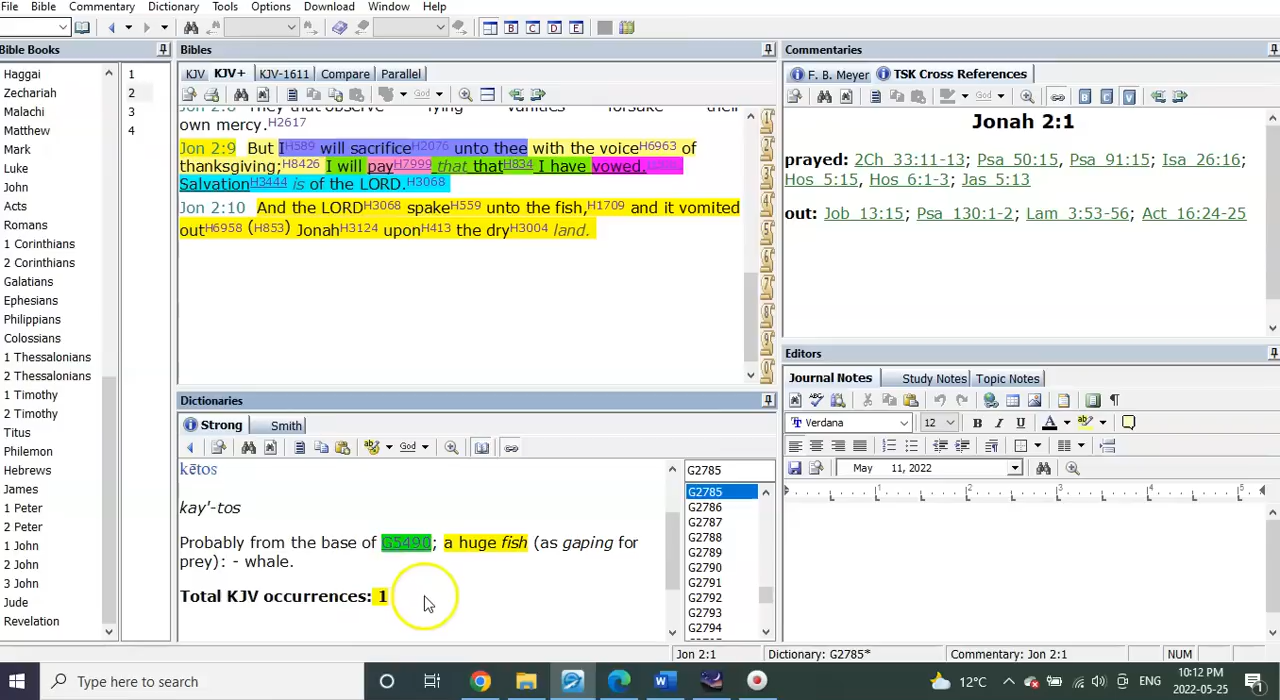 File Bible Commentary Dictionary Tools Options Download Window Help
Bible Books
Bibles
Commentaries
Haggai
Zechariah
Malachi
Matthew
Mark
Luke
John
Acts
Romans
1 Corinthians
2 Corinthians
Galatians
Ephesians
Philippians
Colossians
1 Thessalonians
2 Thessalonians
1 Timothy
2 Timothy
Titus
Philemon
Hebrews
James
1 Peter
2 Peter
1 John
2 John
3 John
Jude
Revelation
1
2
3
4
KJV KJV+ KJV-1611 Compare Parallel
God
lying vanities forsake their
own mercy.H2617
Jon 2:9 But IH589 will sacrificeH2076 unto thee with the voiceH6963 of
thanksgiving;H8426 I will payH7999 that thatH834 I have vowed.
SalvationH3444 is of the LORD.H3068
Jon 2:10 And the LORDH3068 spakeH559 unto the fish,H1709 and it vomited
outH6958 (H853) JonahH3124 uponH413 the dryH3004 land.
F. B. Meyer TSK Cross References
God B C V
Jonah 2:1
prayed: 2Ch 33:11-13; Psa 50:15, Psa 91:15; Isa 26:16;
Hos 5:15, Hos 6:1-3; Jas 5:13
out: Job 13:15; Psa 130:1-2; Lam 3:53-56; Act 16:24-25
Dictionaries
Strong Smith
God
kētos
kay'-tos
Probably from the base of G5490; a huge fish (as gaping for
prey): - whale.
Total KJV occurrences: 1
G2785
G2785
G2786
G2787
G2788
G2789
G2790
G2791
G2792
G2793
G2794
Editors
Journal Notes Study Notes Topic Notes
Verdana 12 B I U A
May 11, 2022
1 2 3 4 5
Jon 2:1 Dictionary: G2785* Commentary: Jon 2:1 NUM
Type here to search
12°C ENG 10:12 PM
2022-05-25